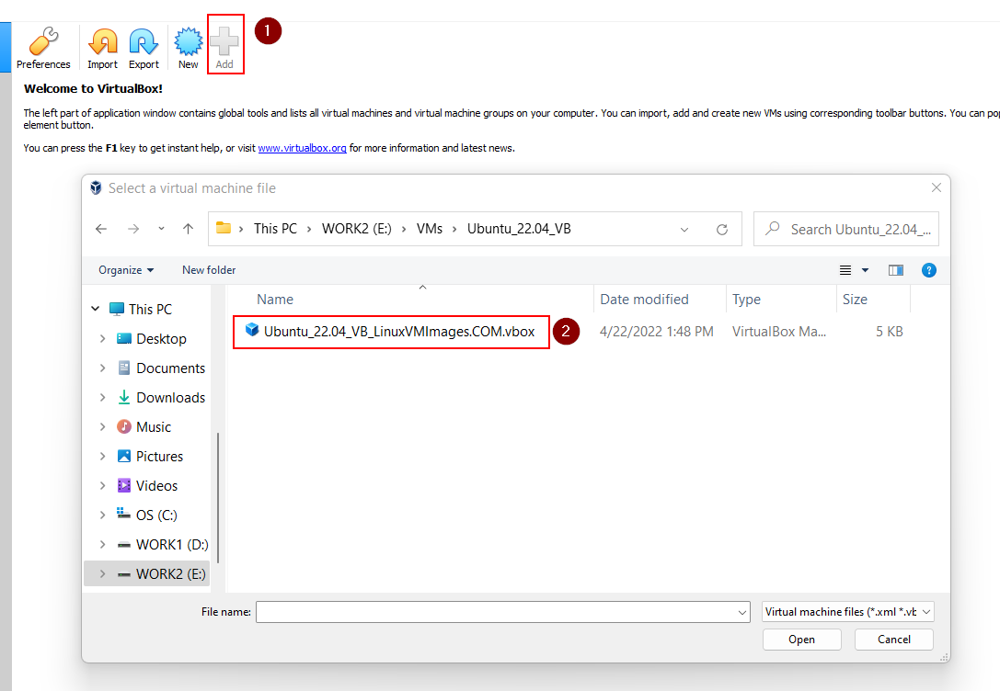 1
Preferences Import Export New Add
Welcome to VirtualBox!
The left part of application window contains global tools and lists all virtual machines and virtual machine groups on your computer. You can import, add and create new VMs using corresponding toolbar buttons. You can po
element button.
You can press the F1 key to get instant help, or visit www.virtualbox.org for more information and latest news.
Select a virtual machine file
This PC WORK2 (E:) VMs Ubuntu_22.04_VB Search Ubuntu_22.04_...
Organize New folder ?
Name Date modified Type Size
This PC
Ubuntu_22.04_VB_LinuxVMImages.COM.vbox 2 4/22/2022 1:48 PM VirtualBox Ma... 5 KB
Desktop
Documents
Downloads
Music
Pictures
Videos
OS (C:)
WORK1 (D:)
WORK2 (E:)
File name: Virtual machine files (*.xml *.vb
Open Cancel